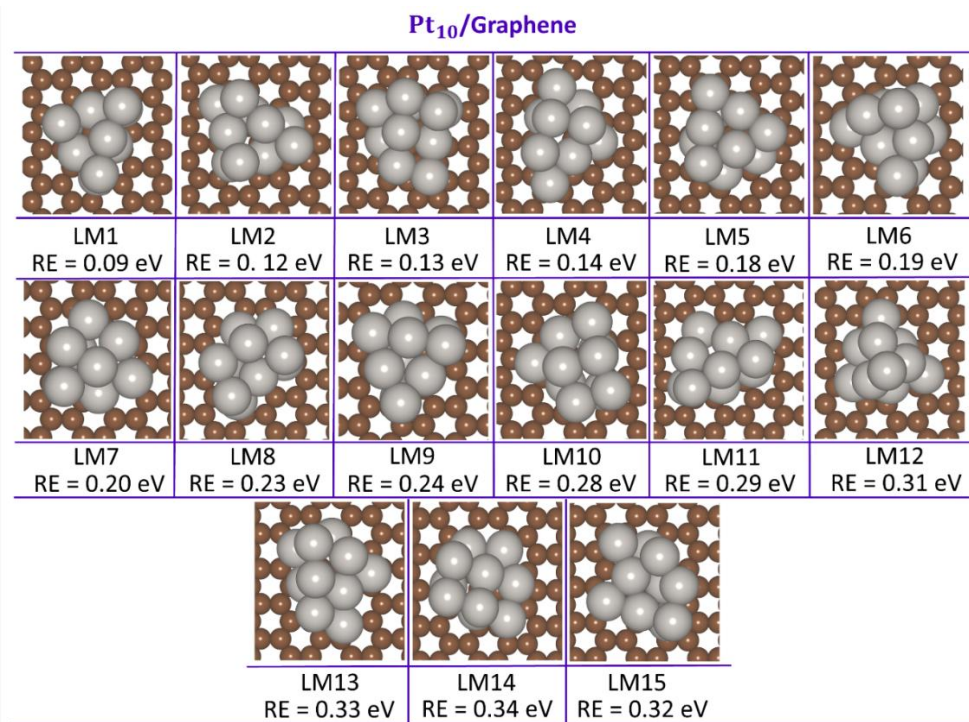 Pt₁₀/Graphene
LM1 LM2 LM3 LM4 LM5 LM6
RE = 0.09 eV RE = 0. 12 eV RE = 0.13 eV RE = 0.14 eV RE = 0.18 eV RE = 0.19 eV
LM7 LM8 LM9 LM10 LM11 LM12
RE = 0.20 eV RE = 0.23 eV RE = 0.24 eV RE = 0.28 eV RE = 0.29 eV RE = 0.31 eV
LM13 LM14 LM15
RE = 0.33 eV RE = 0.34 eV RE = 0.32 eV